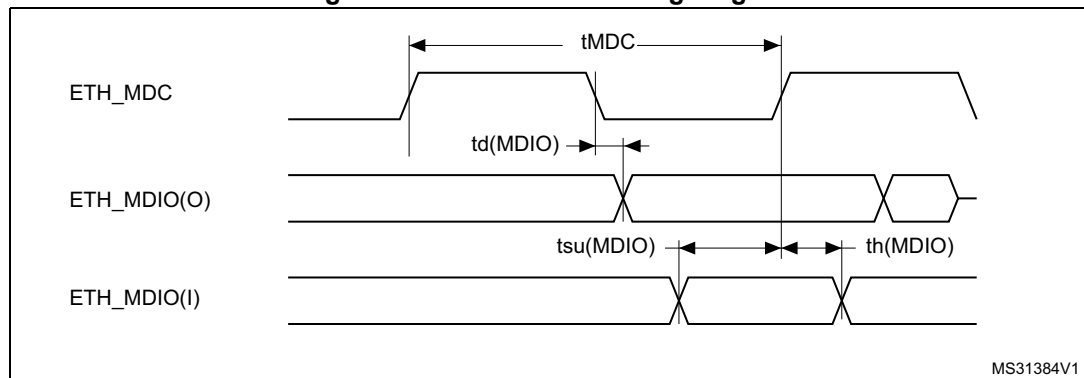 tMDC
ETH_MDC
td(MDIO)
ETH_MDIO(O)
tsu(MDIO) th(MDIO)
ETH_MDIO(I)
MS31384V1